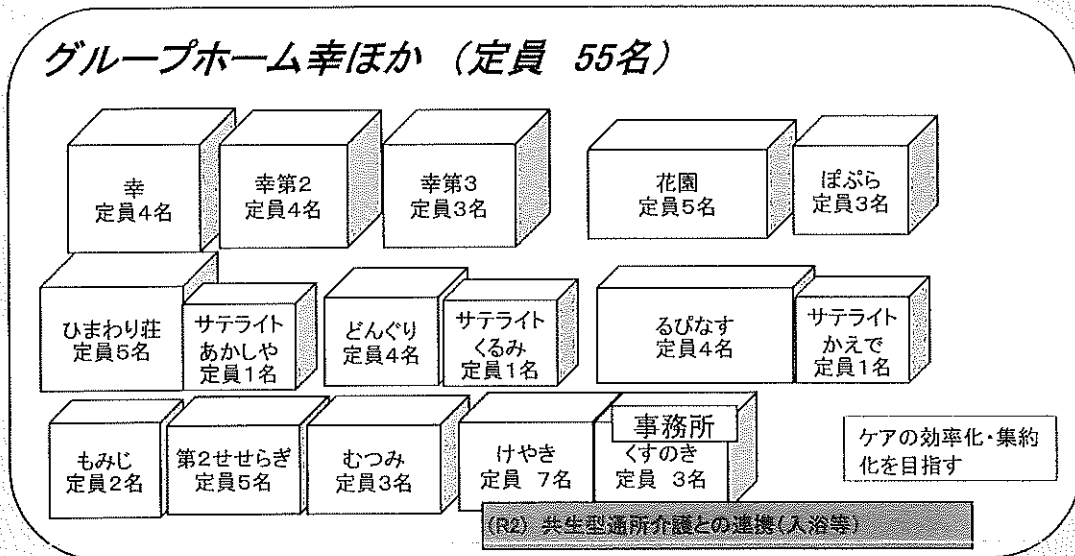 グループホーム幸ほか（定員　55名）
幸
定員4名
幸第2
定員4名
幸第3
定員3名
花園
定員5名
ぽぷら
定員3名
ひまわり荘
定員5名
サテライト
あかしや
定員1名
どんぐり
定員4名
サテライト
くるみ
定員1名
るぴなす
定員4名
サテライト
かえで
定員1名
もみじ
定員2名
第2せせらぎ
定員5名
むつみ
定員3名
けやき
定員　7名
事務所
くすのき
定員　3名
ケアの効率化・集約
化を目指す
(R2) 共生型通所介護との連携(入浴等)